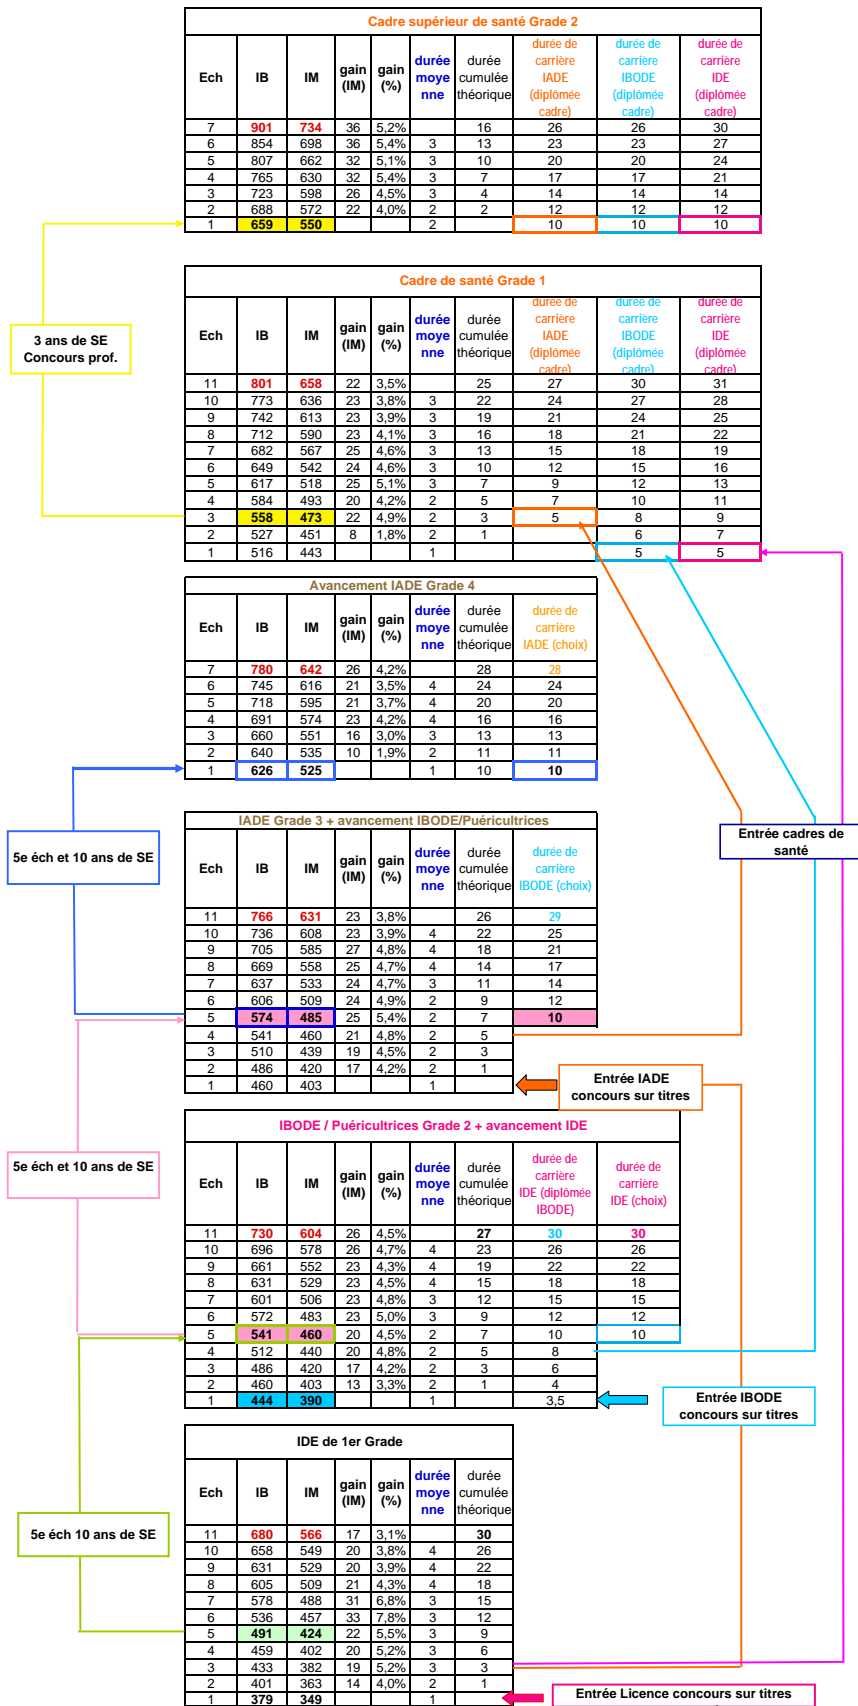 Cadre supérieur de santé Grade 2
Ech IB IM gain (IM) gain (%) durée moye nne durée cumulée théorique durée de carrière IADE (diplômée cadre) durée de carrière IBODE (diplômée cadre) durée de carrière IDE (diplômée cadre)
7 901 734 36 5,2% 16 26 26 30
6 854 698 36 5,4% 3 13 23 23 27
5 807 662 32 5,1% 3 10 20 20 24
4 765 630 32 5,4% 3 7 17 17 21
3 723 598 26 4,5% 3 4 14 14 14
2 688 572 22 4,0% 2 2 12 12 12
1 659 550 2 10 10 10
Cadre de santé Grade 1
Ech IB IM gain (IM) gain (%) durée moye nne durée cumulée théorique durée de carrière IADE (diplômée cadre) durée de carrière IBODE (diplômée cadre) durée de carrière IDE (diplômée cadre)
3 ans de SE
Concours prof.
11 801 658 22 3,5% 25 27 30 31
10 773 636 23 3,8% 3 22 24 27 28
9 742 613 23 3,9% 3 19 21 24 25
8 712 590 23 4,1% 3 16 18 21 22
7 682 567 25 4,6% 3 13 15 18 19
6 649 542 24 4,6% 3 10 12 15 16
5 617 518 25 5,1% 3 7 9 12 13
4 584 493 20 4,2% 2 5 7 10 11
3 558 473 22 4,9% 2 3 5 8 9
2 527 451 8 1,8% 2 1 6 7
1 516 443 1 5 5
Avancement IADE Grade 4
Ech IB IM gain (IM) gain (%) durée moye nne durée cumulée théorique durée de carrière IADE (choix)
7 780 642 26 4,2% 28 28
6 745 616 21 3,5% 4 24 24
5 718 595 21 3,7% 4 20 20
4 691 574 23 4,2% 4 16 16
3 660 551 16 3,0% 3 13 13
2 640 535 10 1,9% 2 11 11
1 626 525 1 10 10
IADE Grade 3 + avancement IBODE/Puéricultrices
Entrée cadres de
santé
5e éch et 10 ans de SE
Ech IB IM gain (IM) gain (%) durée moye nne durée cumulée théorique durée de carrière IBODE (choix)
11 766 631 23 3,8% 26 29
10 736 608 23 3,9% 4 22 25
9 705 585 27 4,8% 4 18 21
8 669 558 25 4,7% 4 14 17
7 637 533 24 4,7% 3 11 14
6 606 509 24 4,9% 2 9 12
5 574 485 25 5,4% 2 7 10
4 541 460 21 4,8% 2 5
3 510 439 19 4,5% 2 3
2 486 420 17 4,2% 2 1
1 460 403 1
Entrée IADE
concours sur titres
IBODE / Puéricultrices Grade 2 + avancement IDE
5e éch et 10 ans de SE
Ech IB IM gain (IM) gain (%) durée moye nne durée cumulée théorique durée de carrière IDE (diplômée IBODE) durée de carrière IDE (choix)
11 730 604 26 4,5% 27 30 30
10 696 578 26 4,7% 4 23 26 26
9 661 552 23 4,3% 4 19 22 22
8 631 529 23 4,5% 4 15 18 18
7 601 506 23 4,8% 3 12 15 15
6 572 483 23 5,0% 3 9 12 12
5 541 460 20 4,5% 2 7 10 10
4 512 440 20 4,8% 2 5 8
3 486 420 17 4,2% 2 3 6
2 460 403 13 3,3% 2 1 4
1 444 390 1 3,5
Entrée IBODE
concours sur titres
IDE de 1er Grade
Ech IB IM gain (IM) gain (%) durée moye nne durée cumulée théorique
5e éch 10 ans de SE
11 680 566 17 3,1% 30
10 658 549 20 3,8% 4 26
9 631 529 20 3,9% 4 22
8 605 509 21 4,3% 4 18
7 578 488 31 6,8% 3 15
6 536 457 33 7,8% 3 12
5 491 424 22 5,5% 3 9
4 459 402 20 5,2% 3 6
3 433 382 19 5,2% 3 3
2 401 363 14 4,0% 2 1
1 379 349 1
Entrée Licence concours sur titres